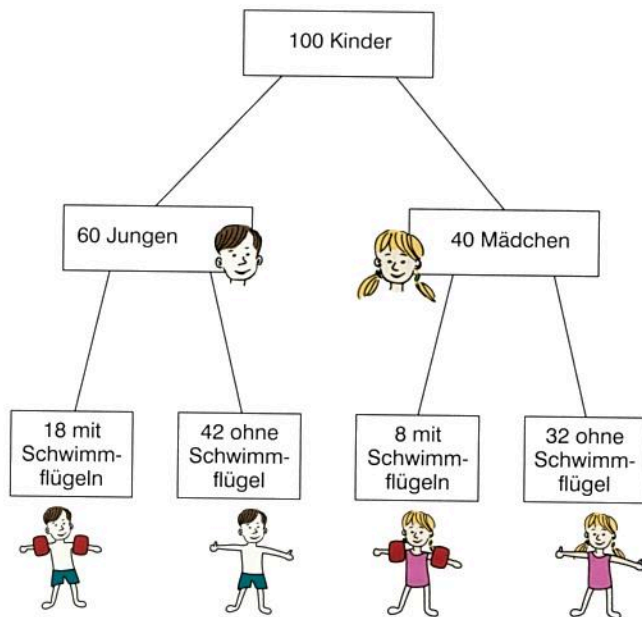 100 Kinder
60 Jungen
40 Mädchen
18 mit
Schwimm-
flügeln
42 ohne
Schwimm-
flügel
8 mit
Schwimm-
flügeln
32 ohne
Schwimm-
flügel